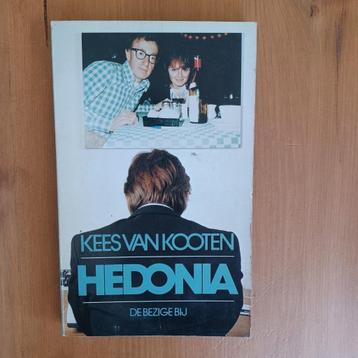 KEES VAN KOOTEN
HEDONIA
DE BEZIGE BIJ